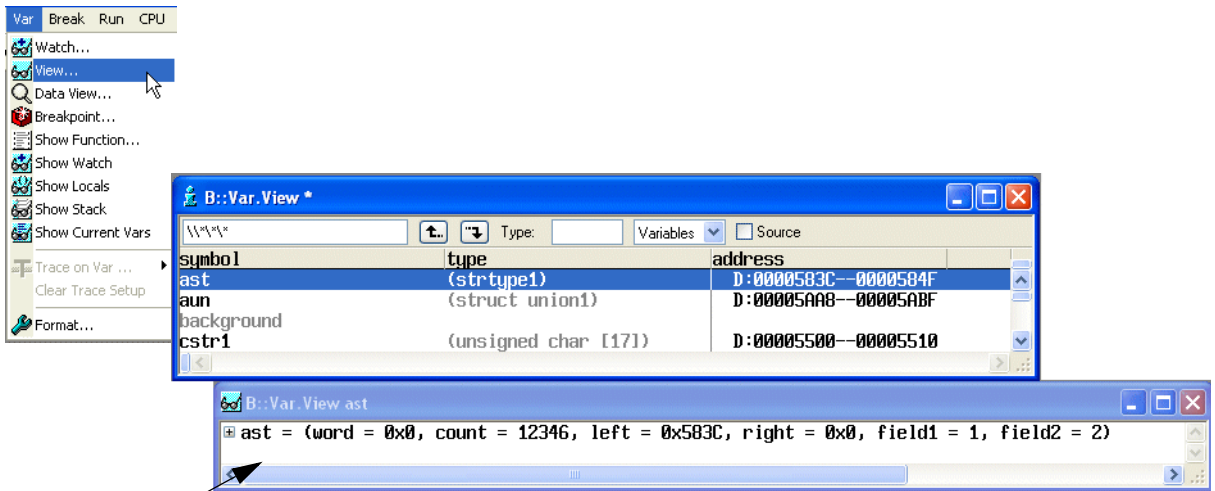 Var Break Run CPU
Watch...
View...
Data View...
Breakpoint...
Show Function...
Show Watch
Show Locals
Show Stack
Show Current Vars
Trace on Var ...
Clear Trace Setup
Format...
B::Var.View *
\\*\*\* Type: Variables Source
symbol type address
ast (strtype1) D:0000583C--0000584F
aun (struct union1) D:00005AA8--00005ABF
background
cstr1 (unsigned char [17]) D:00005500--00005510
B::Var.View ast
ast = (word = 0x0, count = 12346, left = 0x583C, right = 0x0, field1 = 1, field2 = 2)